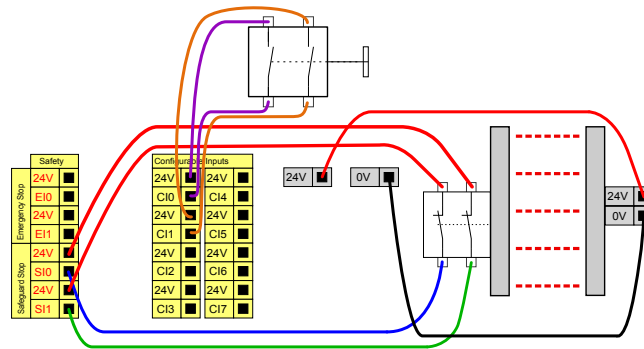 Safety
Emergency Stop
24V
EI0
24V
EI1
Safeguard Stop
24V
SI0
24V
SI1
Configurable Inputs
24V 24V
CI0 CI4
24V 24V
CI1 CI5
24V 24V
CI2 CI6
24V 24V
CI3 CI7
24V
0V
24V
0V